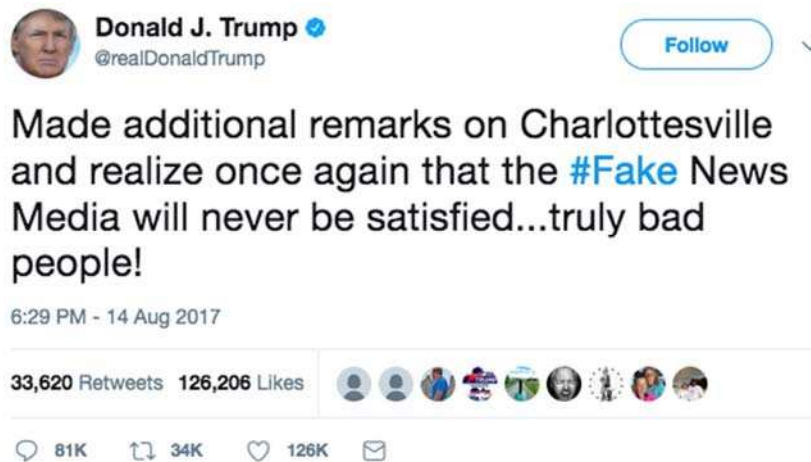 Donald J. Trump
@realDonaldTrump
Follow
Made additional remarks on Charlottesville
and realize once again that the #Fake News
Media will never be satisfied...truly bad
people!
6:29 PM - 14 Aug 2017
33,620 Retweets 126,206 Likes
81K 34K 126K